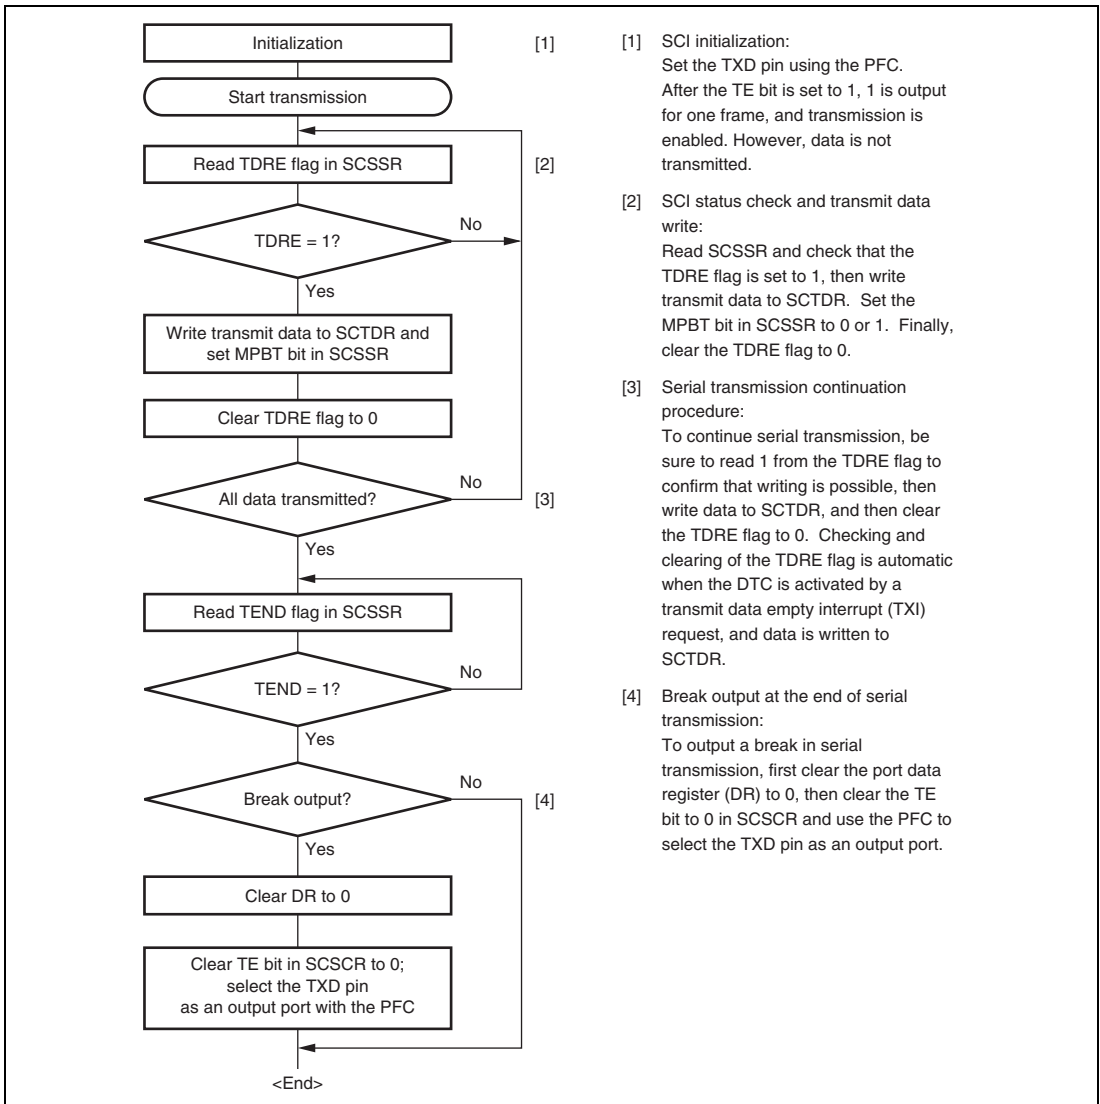 Initialization
[1]
Start transmission
Read TDRE flag in SCSSR
[2]
TDRE = 1?
No
Yes
Write transmit data to SCTDR and
set MPBT bit in SCSSR
Clear TDRE flag to 0
All data transmitted?
No
[3]
Yes
Read TEND flag in SCSSR
TEND = 1?
No
Yes
Break output?
No
[4]
Yes
Clear DR to 0
Clear TE bit in SCSCR to 0;
select the TXD pin
as an output port with the PFC
<End>
[1] SCI initialization:
Set the TXD pin using the PFC.
After the TE bit is set to 1, 1 is output
for one frame, and transmission is
enabled. However, data is not
transmitted.
[2] SCI status check and transmit data
write:
Read SCSSR and check that the
TDRE flag is set to 1, then write
transmit data to SCTDR. Set the
MPBT bit in SCSSR to 0 or 1. Finally,
clear the TDRE flag to 0.
[3] Serial transmission continuation
procedure:
To continue serial transmission, be
sure to read 1 from the TDRE flag to
confirm that writing is possible, then
write data to SCTDR, and then clear
the TDRE flag to 0. Checking and
clearing of the TDRE flag is automatic
when the DTC is activated by a
transmit data empty interrupt (TXI)
request, and data is written to
SCTDR.
[4] Break output at the end of serial
transmission:
To output a break in serial
transmission, first clear the port data
register (DR) to 0, then clear the TE
bit to 0 in SCSCR and use the PFC to
select the TXD pin as an output port.